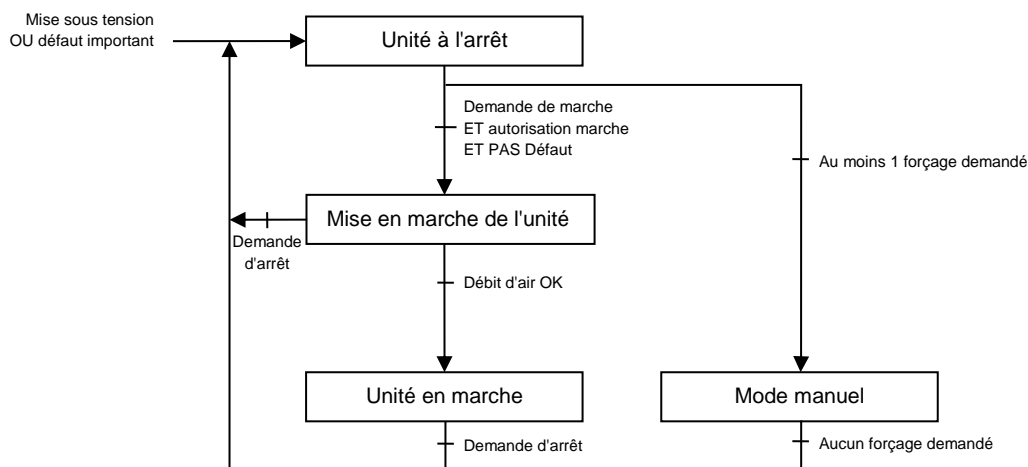 Mise sous tension
OU défaut important
Unité à l'arrêt
Demande de marche
ET autorisation marche
ET PAS Défaut
Au moins 1 forçage demandé
Mise en marche de l'unité
Demande
d'arrêt
Débit d'air OK
Unité en marche
Mode manuel
Demande d'arrêt
Aucun forçage demandé